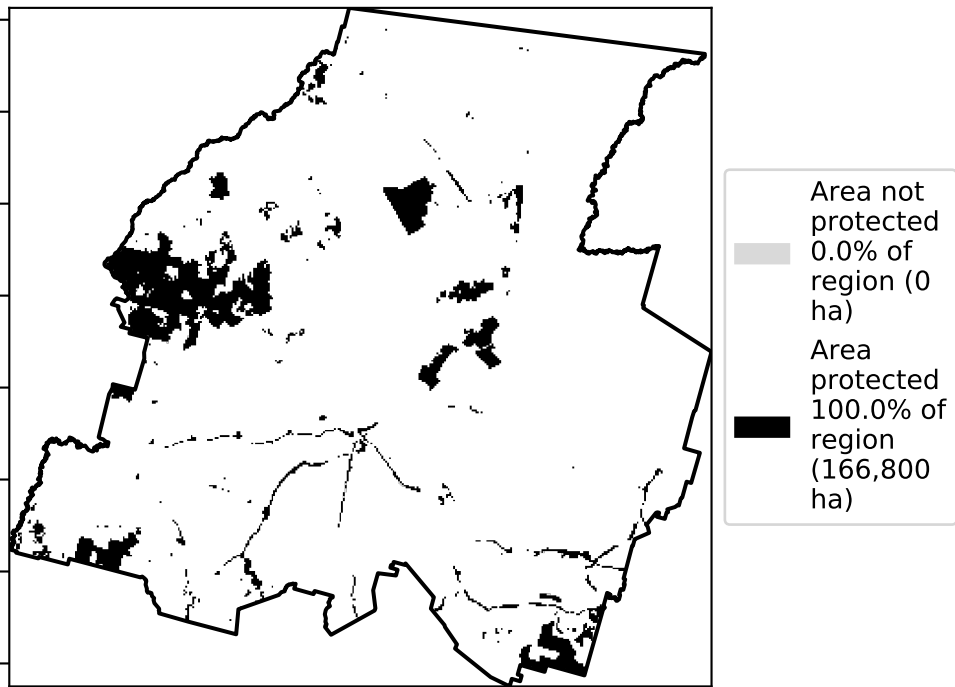 Area not
protected
0.0% of
region (0
ha)
Area
protected
100.0% of
region
(166,800
ha)